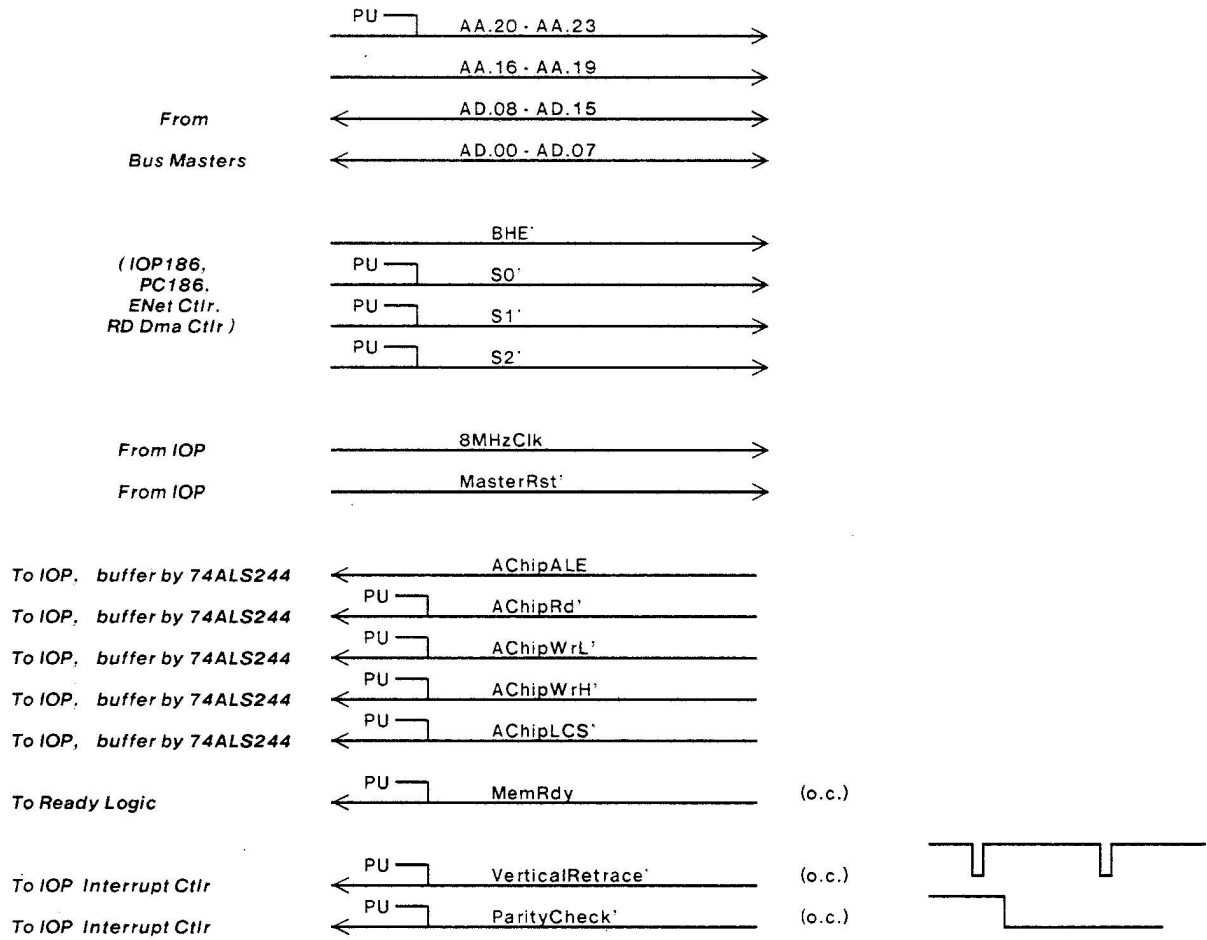 PU AA.20 - AA.23
AA.16 - AA.19
From AD.08 - AD.15
Bus Masters AD.00 - AD.07
BHE'
(IOP186, PU S0'
PC186.
ENet Ctlr. PU S1'
RD Dma Ctlr)
PU S2'
From IOP 8MHzClk
From IOP MasterRst'
To IOP, buffer by 74ALS244 AChipALE
To IOP, buffer by 74ALS244 PU AChipRd'
To IOP, buffer by 74ALS244 PU AChipWrL'
To IOP, buffer by 74ALS244 PU AChipWrH'
To IOP, buffer by 74ALS244 PU AChipLCS'
To Ready Logic PU MemRdy (o.c.)
To IOP Interrupt Ctlr PU VerticalRetrace' (o.c.)
To IOP Interrupt Ctlr PU ParityCheck' (o.c.)